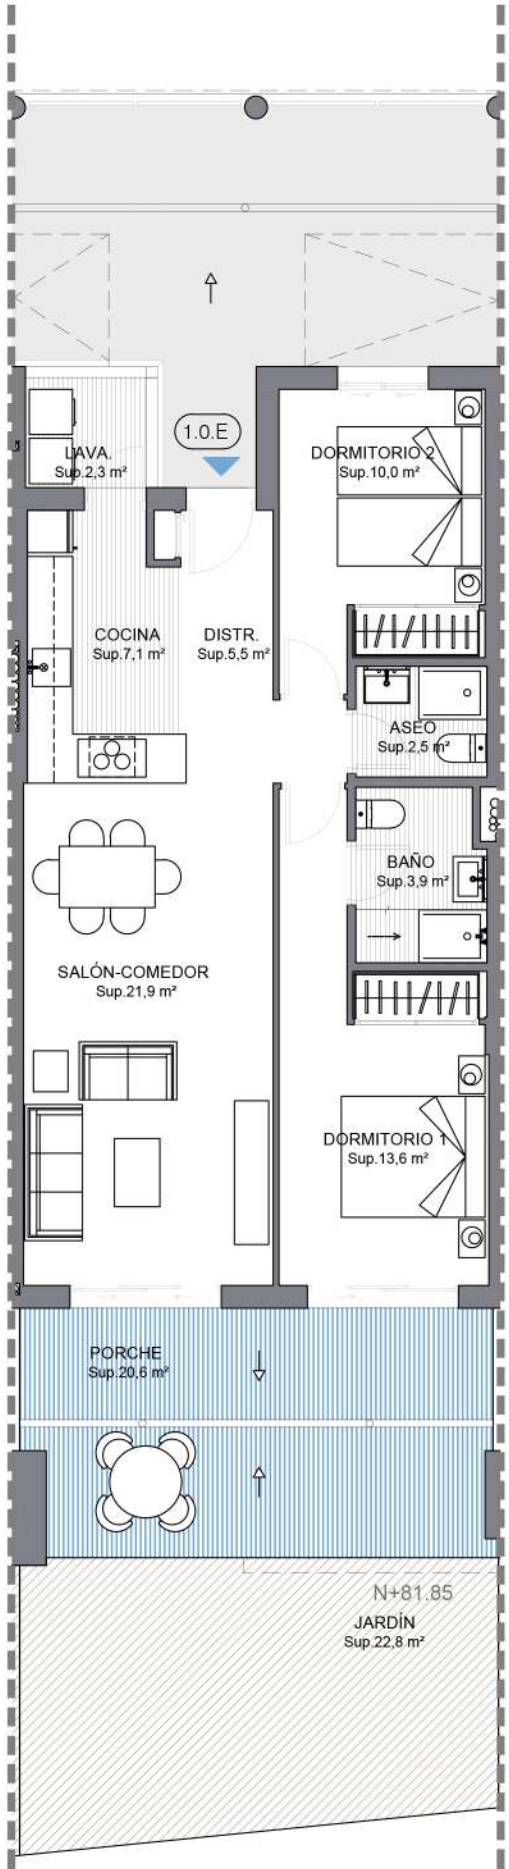 1.0.E
LAVA.
Sup.2,3 m²
DORMITORIO 2
Sup.10,0 m²
COCINA
Sup.7,1 m²
DISTR.
Sup.5,5 m²
ASEO
Sup.2,5 m²
BAÑO
Sup.3,9 m²
SALÓN-COMEDOR
Sup.21,9 m²
DORMITORIO 1
Sup.13,6 m²
PORCHE
Sup.20,6 m²
N+81.85
JARDÍN
Sup.22,8 m²